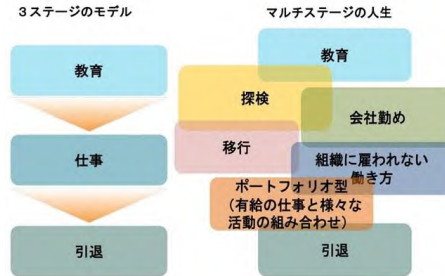 3ステージのモデル
教育
仕事
引退
マルチステージの人生
教育
探検
会社勤め
移行
組織に雇われない
働き方
ポートフォリオ型
(有給の仕事と様々な
活動の組み合わせ)
引退